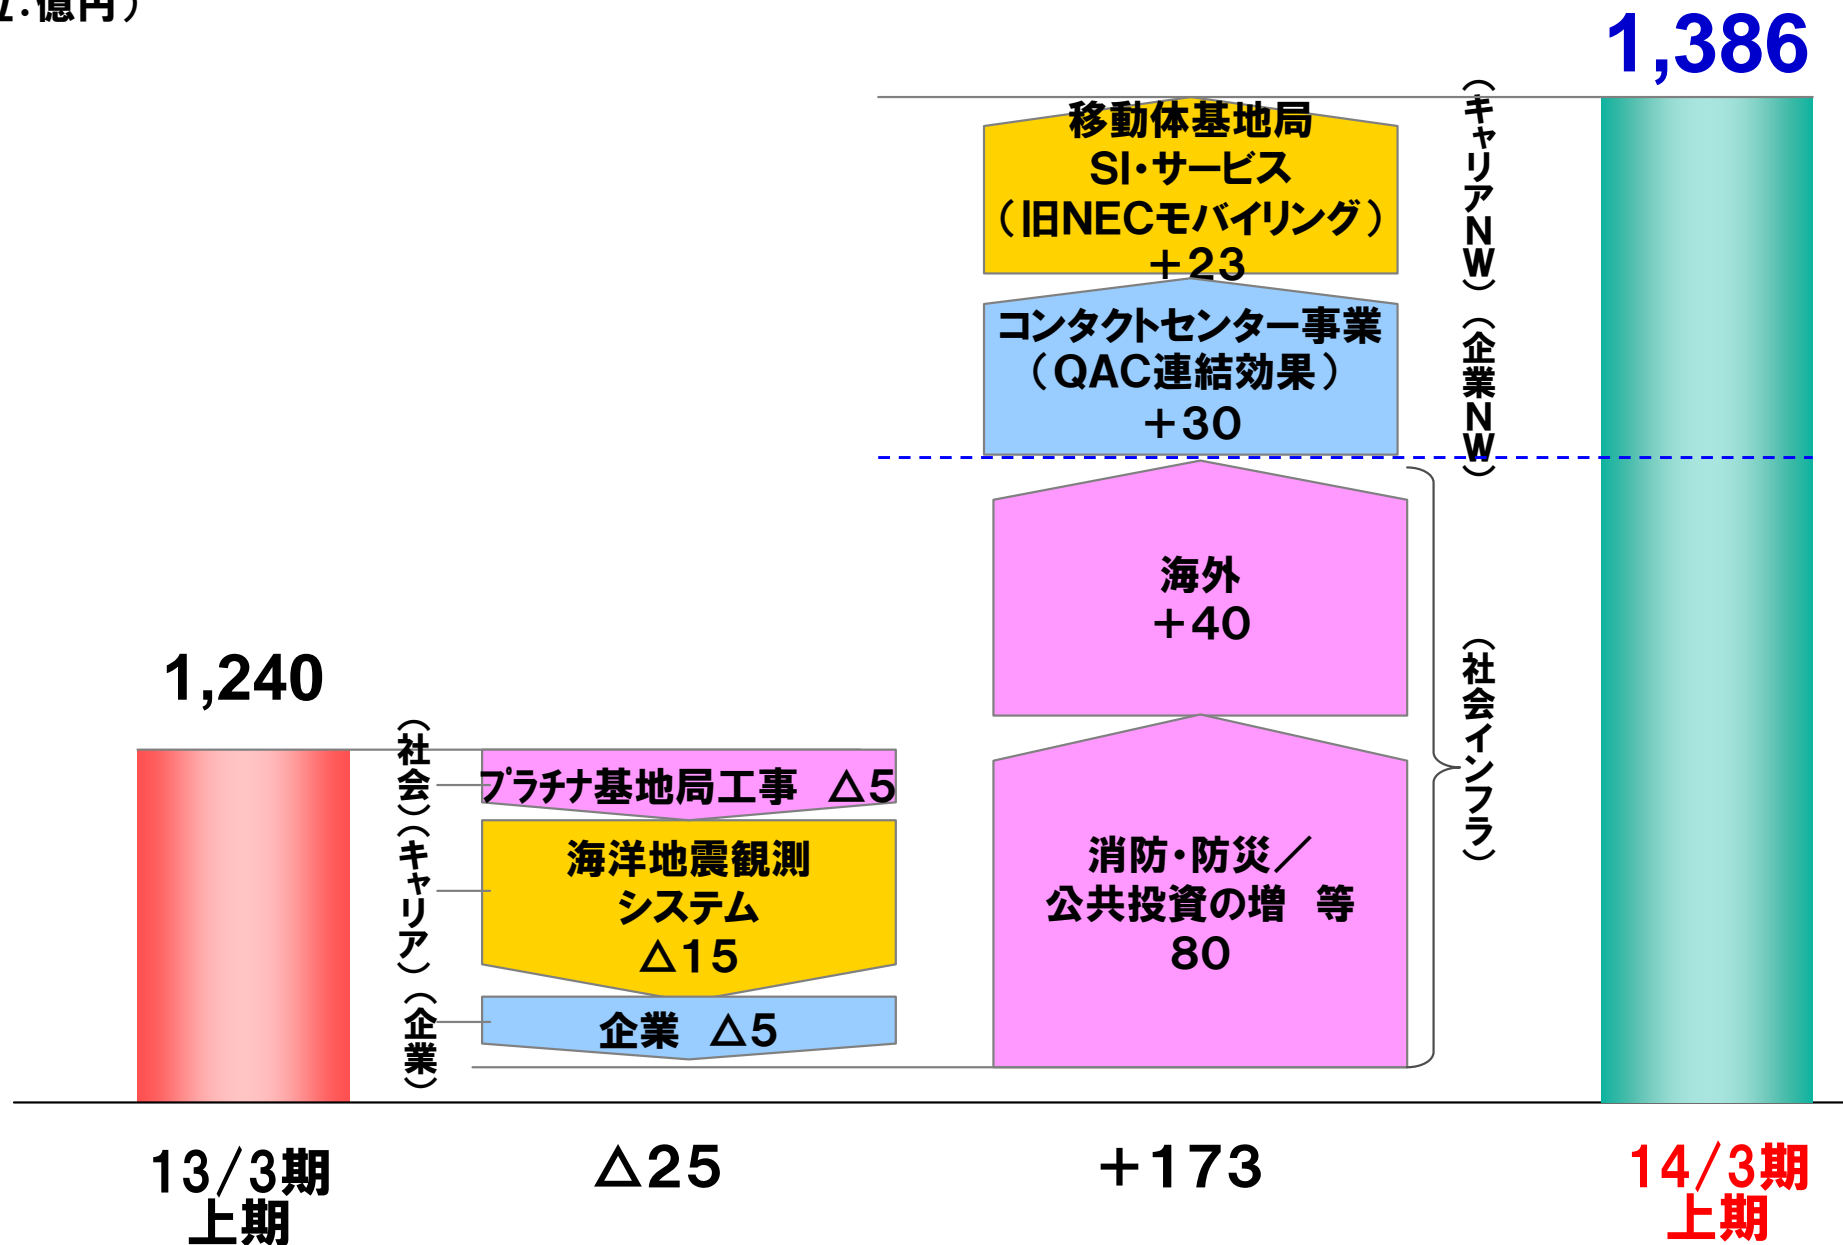 :億円)
1,386
移動体基地局
SI・サービス
(旧NECモバイリング)
+23
(キャリアNW)
コンタクトセンター事業
(QAC連結効果)
+30
(企業NW)
海外
+40
消防・防災/
公共投資の増 等
80
(社会インフラ)
1,240
(社会)
プラチナ基地局工事 △5
(キャリア)
海洋地震観測
システム
△15
(企業)
企業 △5
13/3期
上期
△25
+173
14/3期
上期